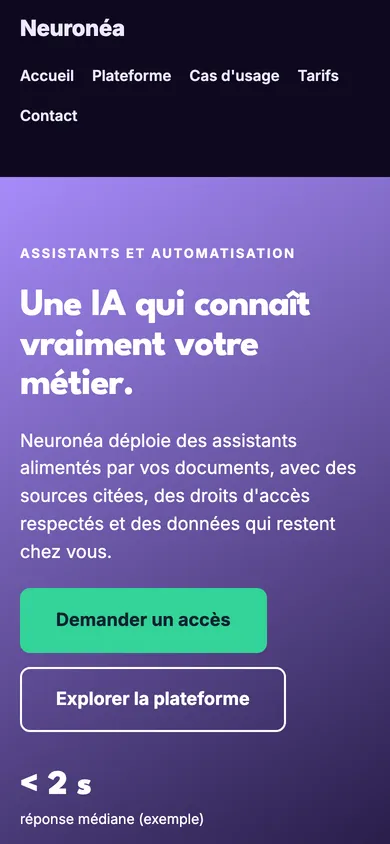 Neuronéa
Accueil Plateforme Cas d'usage Tarifs
Contact
ASSISTANTS ET AUTOMATISATION
Une IA qui connaît
vraiment votre
métier.
Neuronéa déploie des assistants
alimentés par vos documents, avec des
sources citées, des droits d'accès
respectés et des données qui restent
chez vous.
Demander un accès
Explorer la plateforme
< 2 s
réponse médiane (exemple)